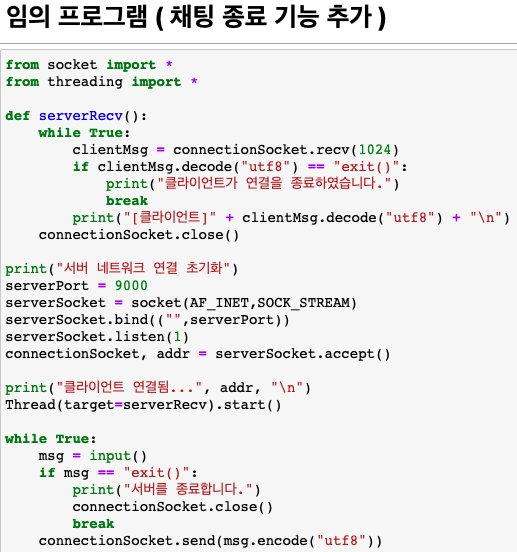 임의 프로그램 ( 채팅 종료 기능 추가 )
from socket import *
from threading import *

def serverRecv():
    while True:
        clientMsg = connectionSocket.recv(1024)
        if clientMsg.decode("utf8") == "exit()":
            print("클라이언트가 연결을 종료하였습니다.")
            break
        print("[클라이언트]" + clientMsg.decode("utf8") + "\n")
    connectionSocket.close()

print("서버 네트워크 연결 초기화")
serverPort = 9000
serverSocket = socket(AF_INET,SOCK_STREAM)
serverSocket.bind(("",serverPort))
serverSocket.listen(1)
connectionSocket, addr = serverSocket.accept()

print("클라이언트 연결됨...", addr, "\n")
Thread(target=serverRecv).start()

while True:
    msg = input()
    if msg == "exit()":
        print("서버를 종료합니다.")
        connectionSocket.close()
        break
    connectionSocket.send(msg.encode("utf8"))